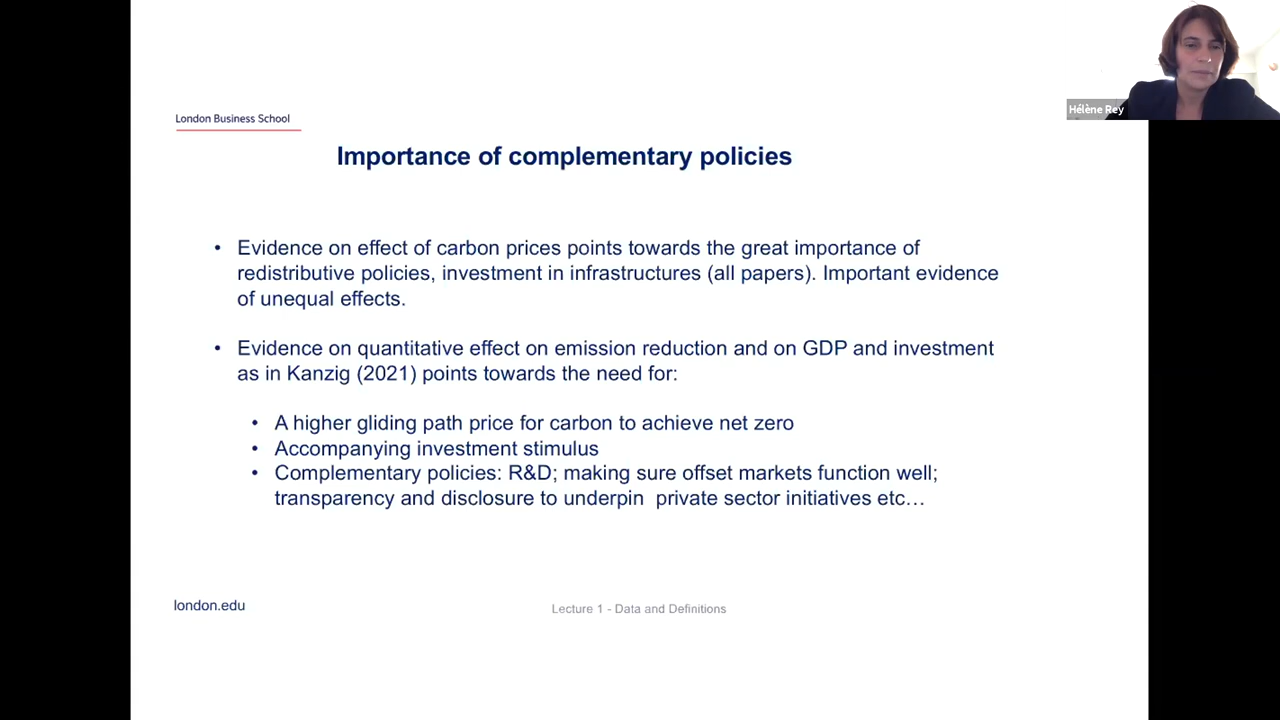 Hélène Rey
London Business School
Importance of complementary policies
• Evidence on effect of carbon prices points towards the great importance of
redistributive policies, investment in infrastructures (all papers). Important evidence
of unequal effects.
• Evidence on quantitative effect on emission reduction and on GDP and investment
as in Kanzig (2021) points towards the need for:
• A higher gliding path price for carbon to achieve net zero
• Accompanying investment stimulus
• Complementary policies: R&D; making sure offset markets function well;
transparency and disclosure to underpin  private sector initiatives etc…
london.edu
Lecture 1 - Data and Definitions